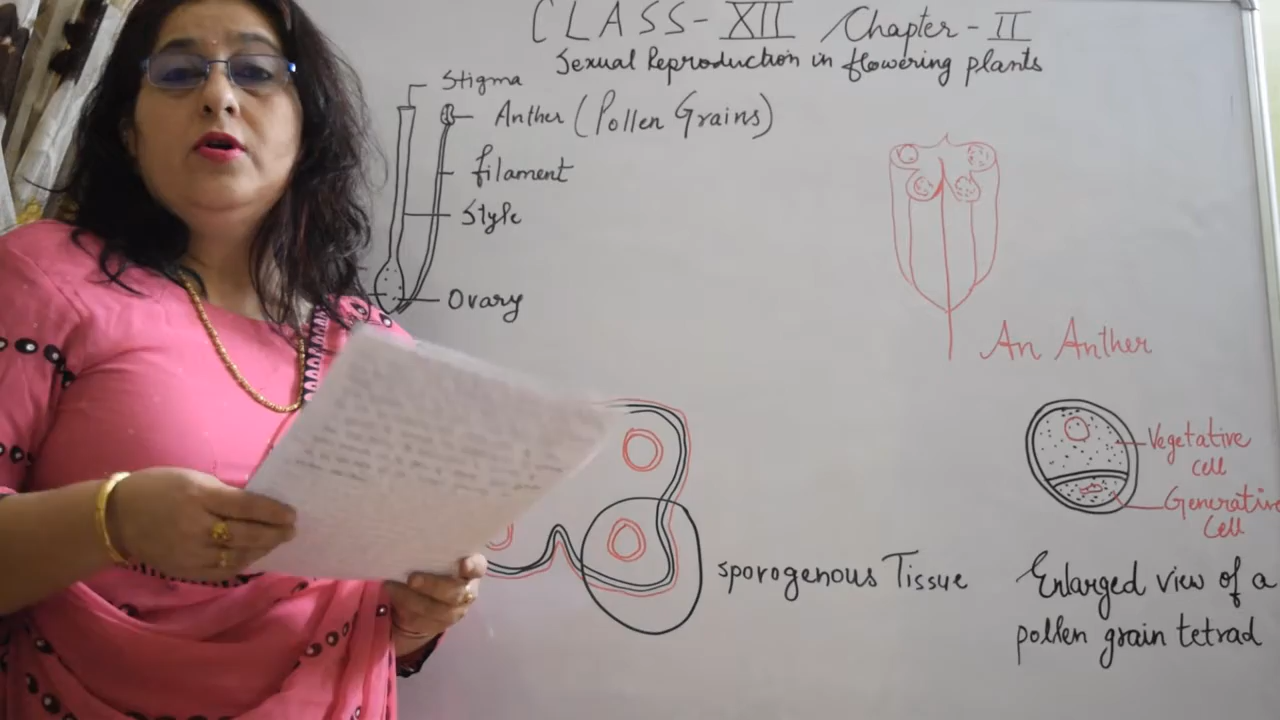 CLASS-XII Chapter-II
Sexual Reproduction in flowering plants
Stigma
Anther (Pollen Grains)
filament
Style
Ovary
An Anther
Vegetative
cell
Generative
Cell
Sporogenous Tissue
Enlarged view of a
pollen grain tetrad